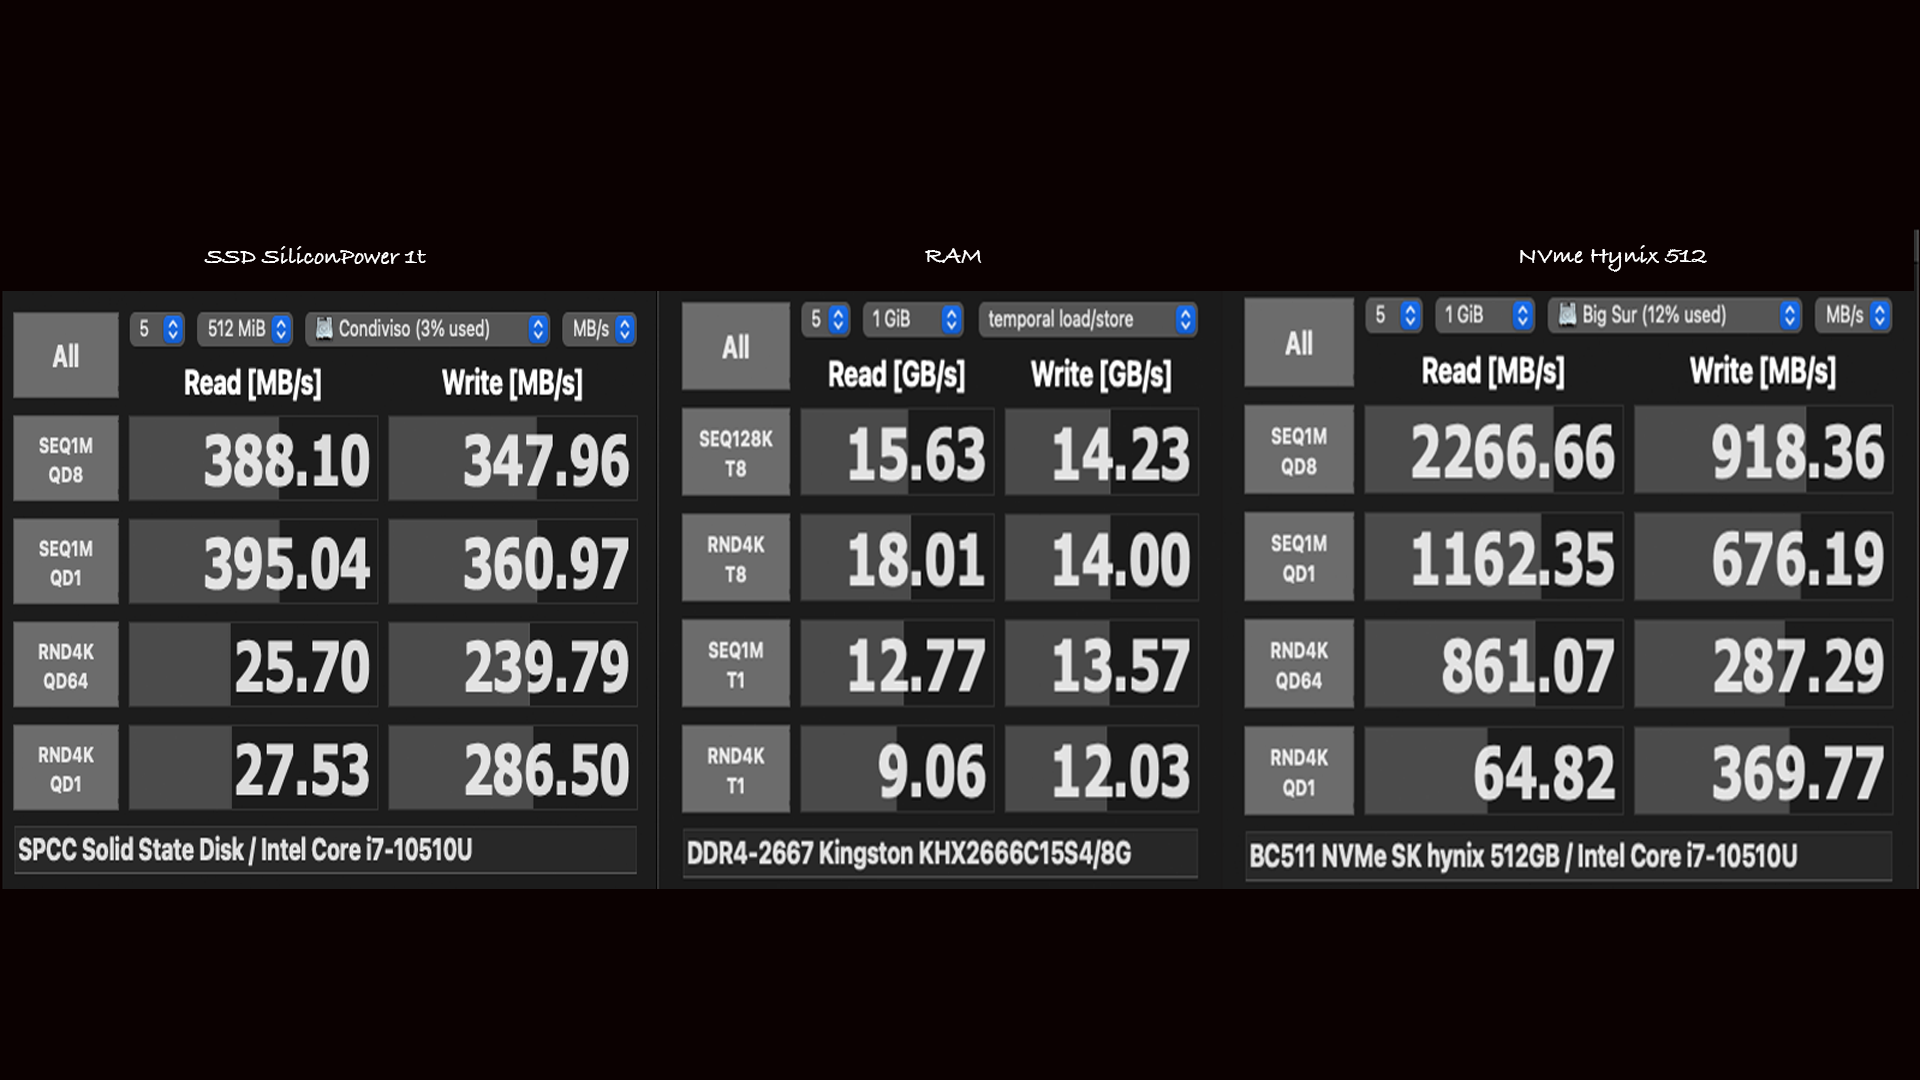 SSD SiliconPower 1t
All
5
512 MiB
Condiviso (3% used)
MB/s
Read [MB/s]
Write [MB/s]
SEQ1M
QD8
388.10
347.96
SEQ1M
QD1
395.04
360.97
RND4K
QD64
25.70
239.79
RND4K
QD1
27.53
286.50
SPCC Solid State Disk / Intel Core i7-10510U
RAM
All
5
1 GiB
temporal load/store
Read [GB/s]
Write [GB/s]
SEQ128K
T8
15.63
14.23
RND4K
T8
18.01
14.00
SEQ1M
T1
12.77
13.57
RND4K
T1
9.06
12.03
DDR4-2667 Kingston KHX2666C15S4/8G
NVme Hynix 512
All
5
1 GiB
Big Sur (12% used)
MB/s
Read [MB/s]
Write [MB/s]
SEQ1M
QD8
2266.66
918.36
SEQ1M
QD1
1162.35
676.19
RND4K
QD64
861.07
287.29
RND4K
QD1
64.82
369.77
BC511 NVMe SK hynix 512GB / Intel Core i7-10510U